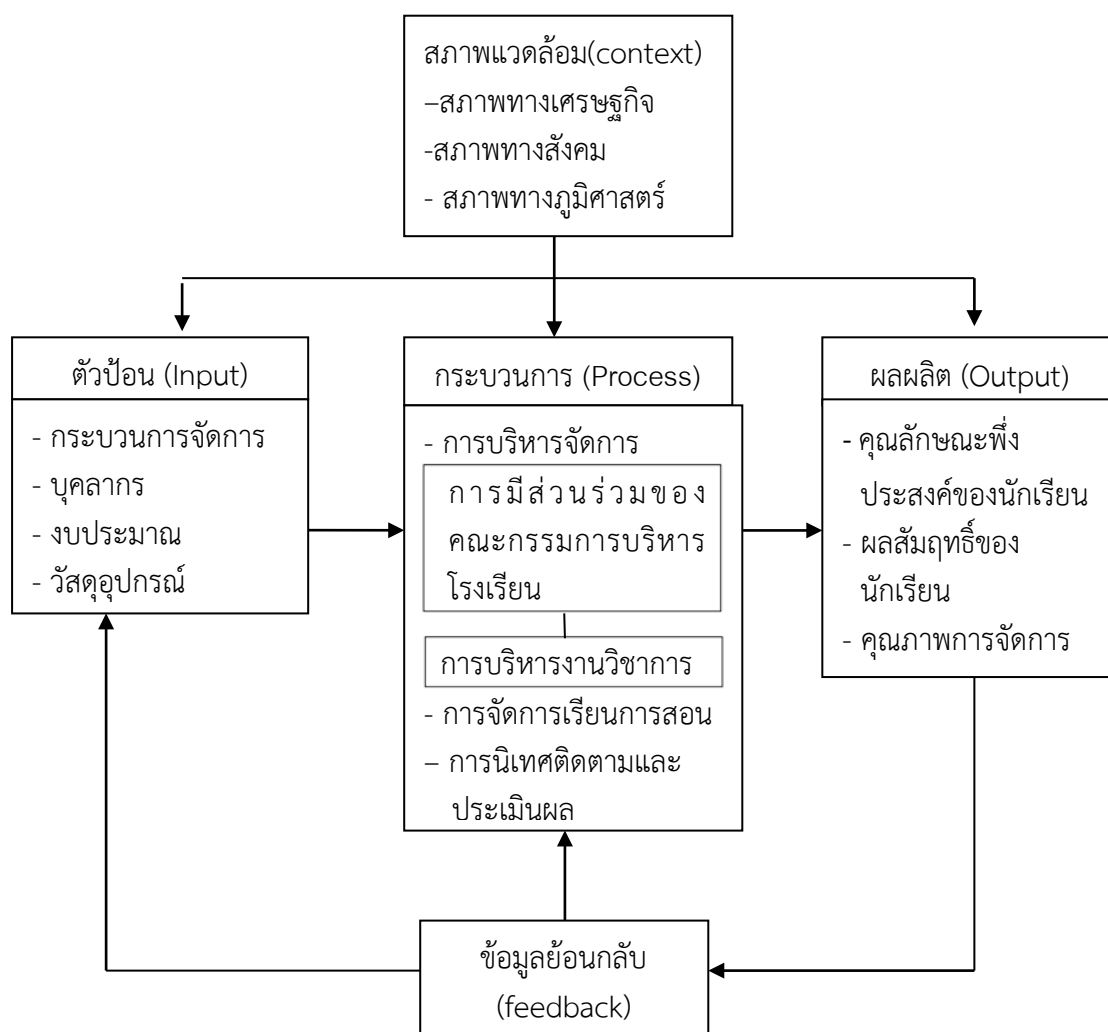 สภาพแวดล้อม(context)
–สภาพทางเศรษฐกิจ
-สภาพทางสังคม
- สภาพทางภูมิศาสตร์
ตัวป้อน (Input)
- กระบวนการจัดการ
- บุคลากร
- งบประมาณ
- วัสดุอุปกรณ์
กระบวนการ (Process)
- การบริหารจัดการ
การมีส่วนร่วมของ
คณะกรรมการบริหาร
โรงเรียน
การบริหารงานวิชาการ
- การจัดการเรียนการสอน
– การนิเทศติดตามและ
ประเมินผล
ผลผลิต (Output)
- คุณลักษณะพึ่ง
ประสงค์ของนักเรียน
- ผลสัมฤทธิ์ของ
นักเรียน
- คุณภาพการจัดการ
ข้อมูลย้อนกลับ
(feedback)